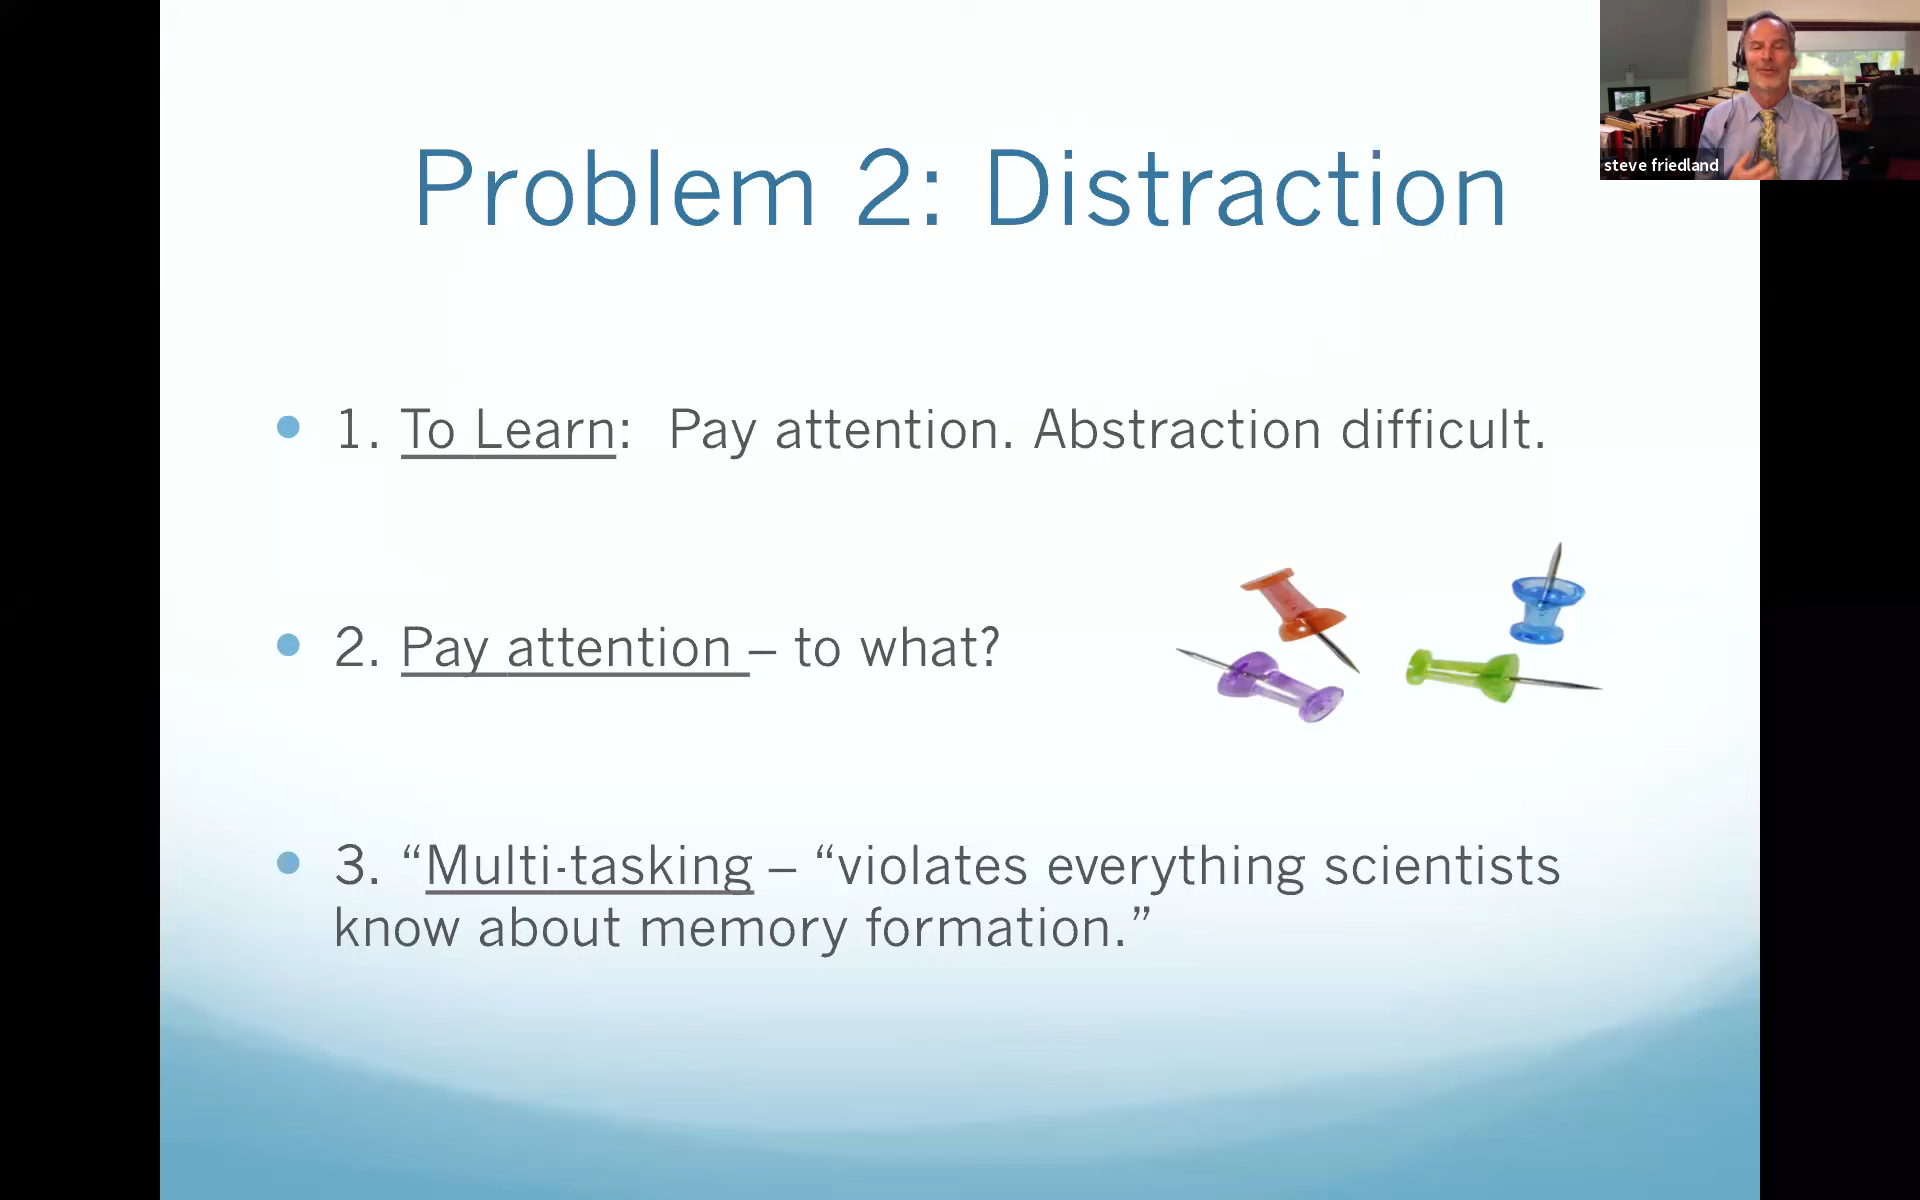 steve friedland
Problem 2: Distraction
1. To Learn:  Pay attention. Abstraction difficult.
2. Pay attention – to what?
3. “Multi-tasking – “violates everything scientists
know about memory formation.”